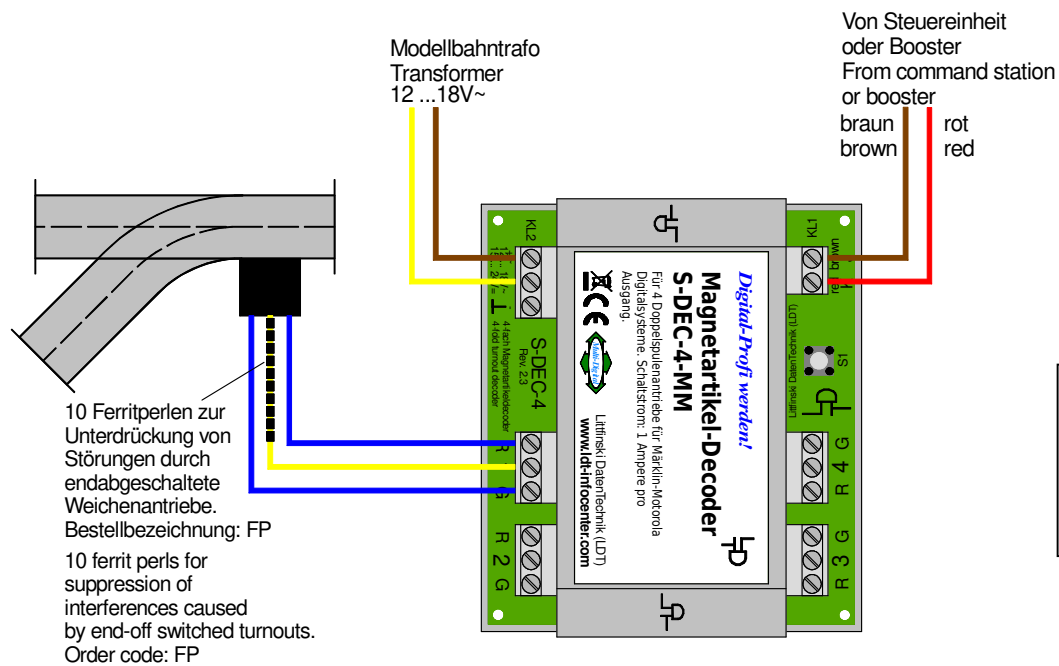 Modellbahntrafo
Transformer
12 ...18V~
Von Steuereinheit
oder Booster
From command station
or booster
braun
brown
rot
red
10 Ferritperlen zur
Unterdrückung von
Störungen durch
endabgeschaltete
Weichenantriebe.
Bestellbezeichnung: FP
10 ferrit perls for
suppression of
interferences caused
by end-off switched turnouts.
Order code: FP
KL2
S-DEC-4
Rev. 2.3
4-fach Magnetartikeldecoder
4-fold turnout decoder
R
G
R 2 G
Digital-Profi werden!
Magnetartikel-Decoder
S-DEC-4-MM
Für 4 Doppelspulenantriebe für Märklin-Motorola
Digitalsysteme. Schaltstrom: 1 Ampere pro
Ausgang.
CE
Multi-Digital
Littfinski DatenTechnik (LDT)
www.ldt-infocenter.com
KL1
red brown
Littfinski DatenTechnik (LDT)
S1
R 4 G
R 3 G